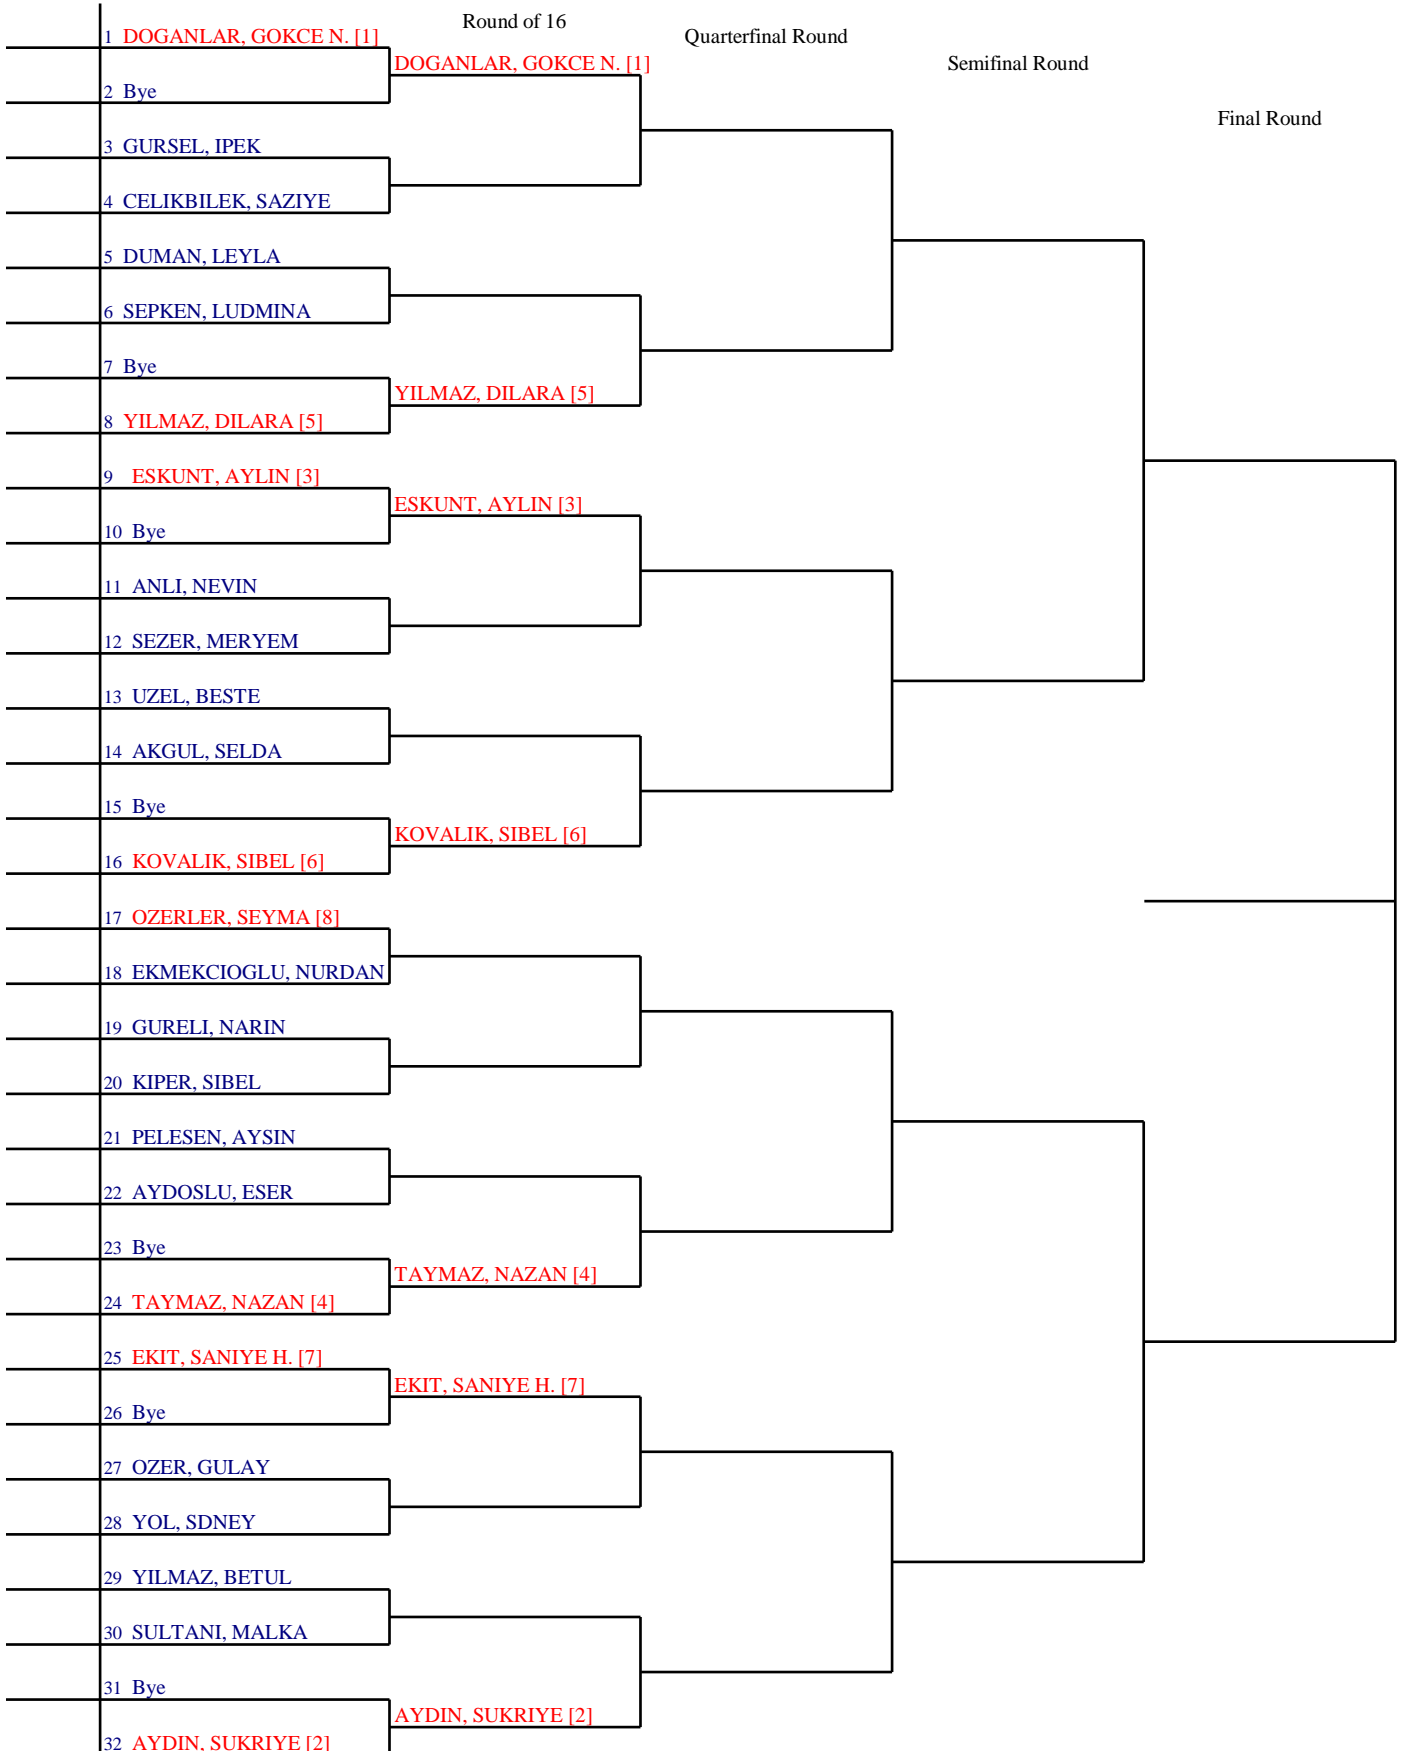 Round of 16
Quarterfinal Round
Semifinal Round
Final Round
1 DOGANLAR, GOKCE N. [1]
DOGANLAR, GOKCE N. [1]
2 Bye
3 GURSEL, IPEK
4 CELIKBILEK, SAZIYE
5 DUMAN, LEYLA
6 SEPKEN, LUDMINA
7 Bye
YILMAZ, DILARA [5]
8 YILMAZ, DILARA [5]
9 ESKUNT, AYLIN [3]
ESKUNT, AYLIN [3]
10 Bye
11 ANLI, NEVIN
12 SEZER, MERYEM
13 UZEL, BESTE
14 AKGUL, SELDA
15 Bye
KOVALIK, SIBEL [6]
16 KOVALIK, SIBEL [6]
17 OZERLER, SEYMA [8]
18 EKMEKCIOGLU, NURDAN
19 GURELI, NARIN
20 KIPER, SIBEL
21 PELESEN, AYSIN
22 AYDOSLU, ESER
23 Bye
TAYMAZ, NAZAN [4]
24 TAYMAZ, NAZAN [4]
25 EKIT, SANIYE H. [7]
EKIT, SANIYE H. [7]
26 Bye
27 OZER, GULAY
28 YOL, SDNEY
29 YILMAZ, BETUL
30 SULTANI, MALKA
31 Bye
AYDIN, SUKRIYE [2]
32 AYDIN, SUKRIYE [2]